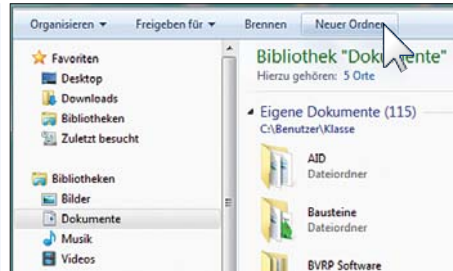 Organisieren Freigeben für Brennen Neuer Ordner
Favoriten
Desktop
Downloads
Bibliotheken
Zuletzt besucht
Bibliotheken
Bilder
Dokumente
Musik
Videos
Bibliothek "Dokumente"
Hierzu gehören: 5 Orte
Eigene Dokumente (115)
C:\Benutzer\Klasse
AID
Dateiordner
Bausteine
Dateiordner
BVRP Software